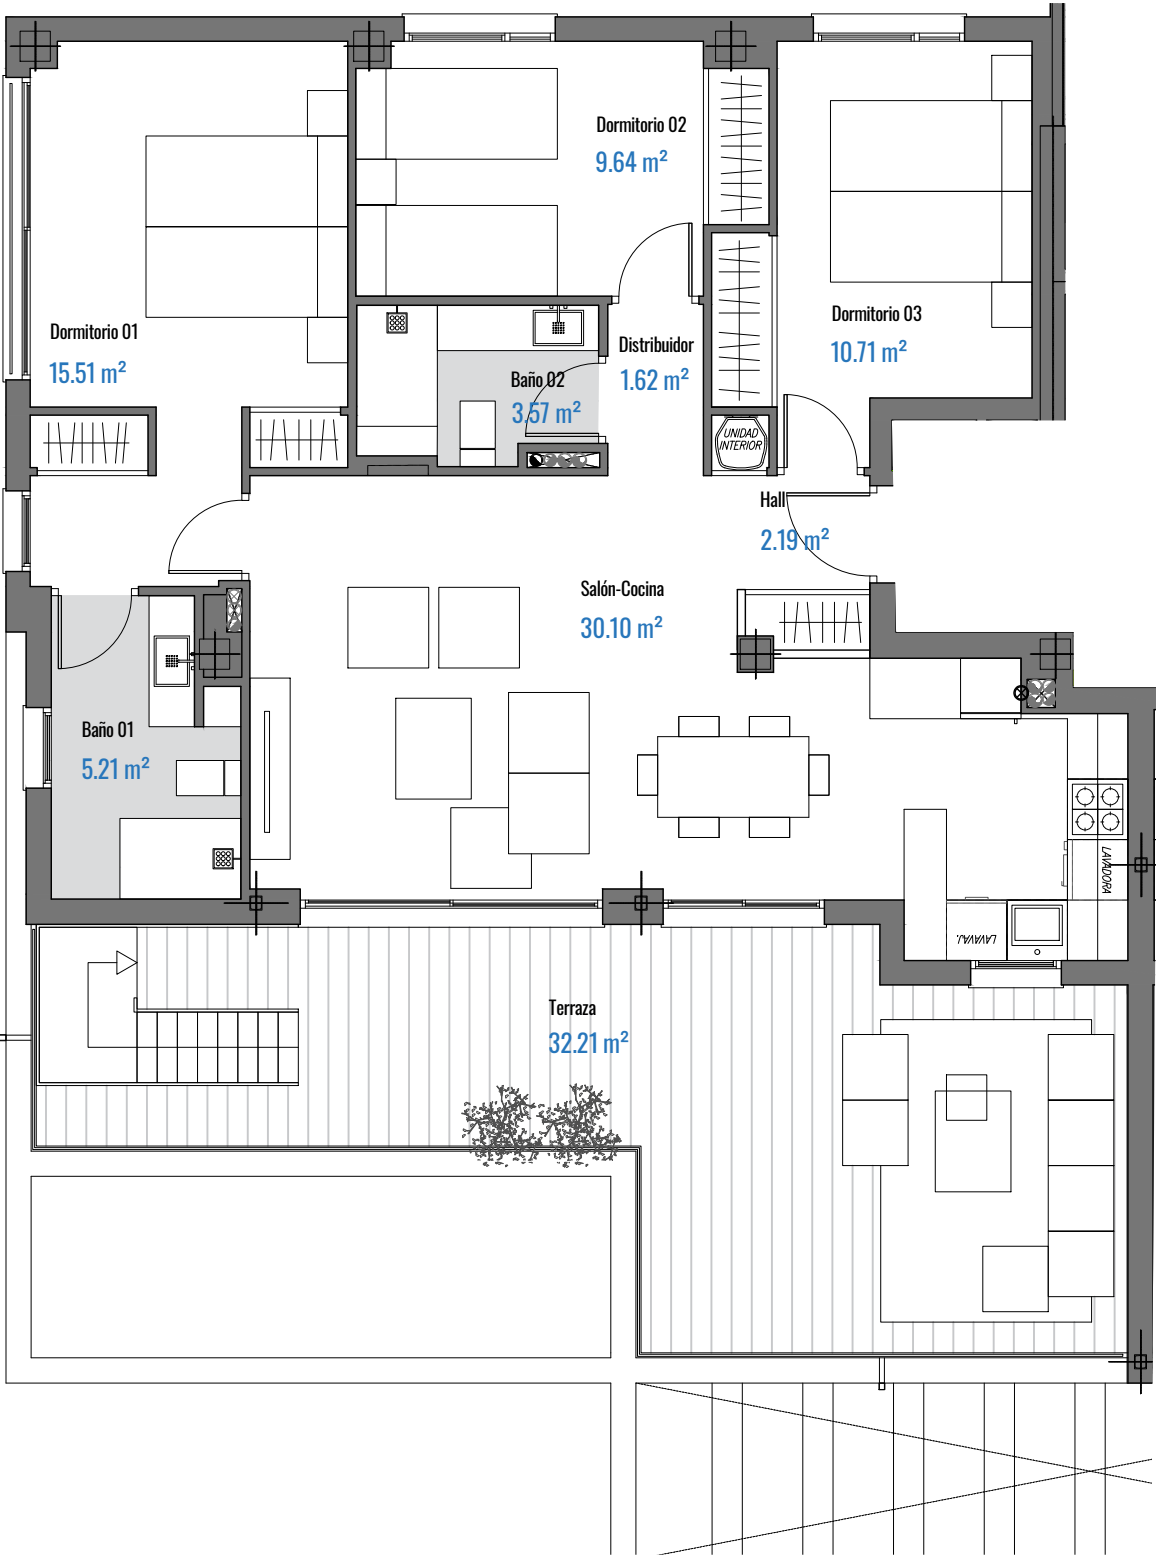 Dormitorio 02
9.64 m²
Dormitorio 01
15.51 m²
Dormitorio 03
10.71 m²
Distribuidor
1.62 m²
Baño 02
3.57 m²
UNIDAD
INTERIOR
Hall
2.19 m²
Salón-Cocina
30.10 m²
Baño 01
5.21 m²
LAVADORA
LAVAVAJ.
Terraza
32.21 m²